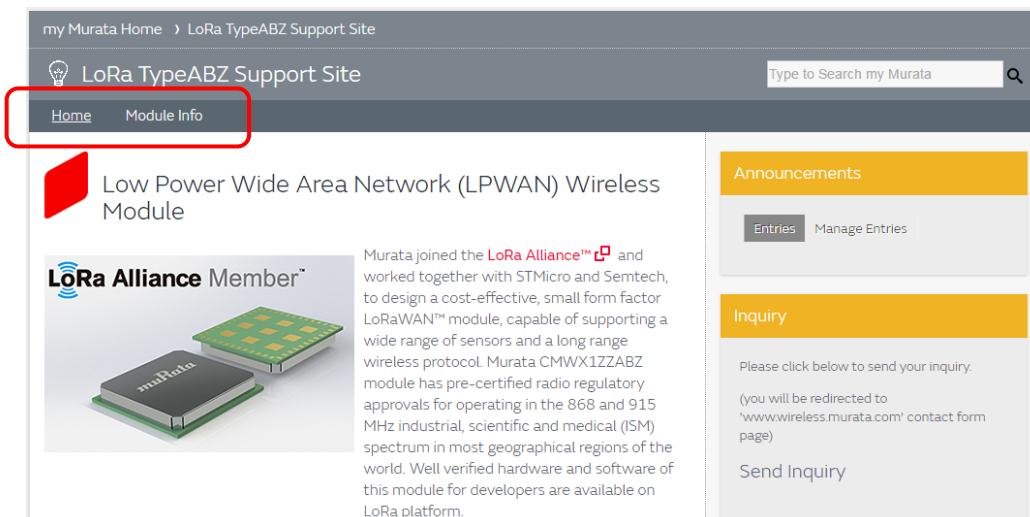 my Murata Home › LoRa TypeABZ Support Site
LoRa TypeABZ Support Site
Type to Search my Murata
Home Module Info
Low Power Wide Area Network (LPWAN) Wireless
Module
LoRa Alliance Member™
muRata
Murata joined the LoRa Alliance™ and
worked together with STMicro and Semtech,
to design a cost-effective, small form factor
LoRaWAN™ module, capable of supporting a
wide range of sensors and a long range
wireless protocol. Murata CMWX1ZZABZ
module has pre-certified radio regulatory
approvals for operating in the 868 and 915
MHz industrial, scientific and medical (ISM)
spectrum in most geographical regions of the
world. Well verified hardware and software of
this module for developers are available on
LoRa platform.
Announcements
Entries Manage Entries
Inquiry
Please click below to send your inquiry.
(you will be redirected to
'www.wireless.murata.com' contact form
page)
Send Inquiry